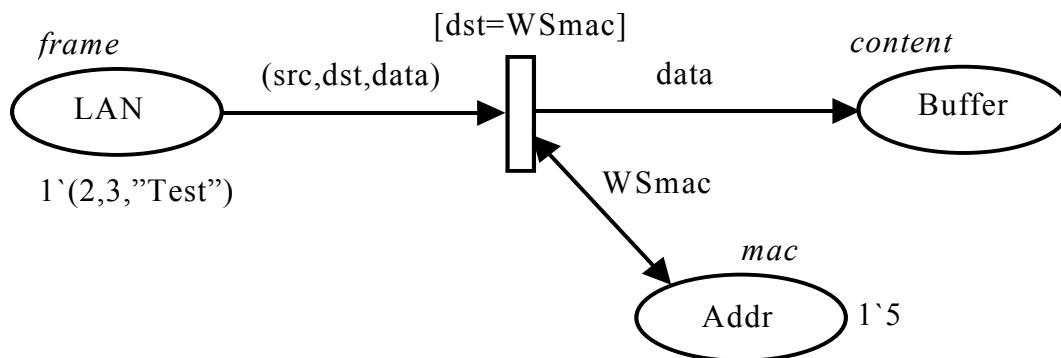 [dst=WSmac]
frame
content
(src,dst,data)
data
LAN
Buffer
1`(2,3,”Test”)
WSmac
mac
Addr
1`5